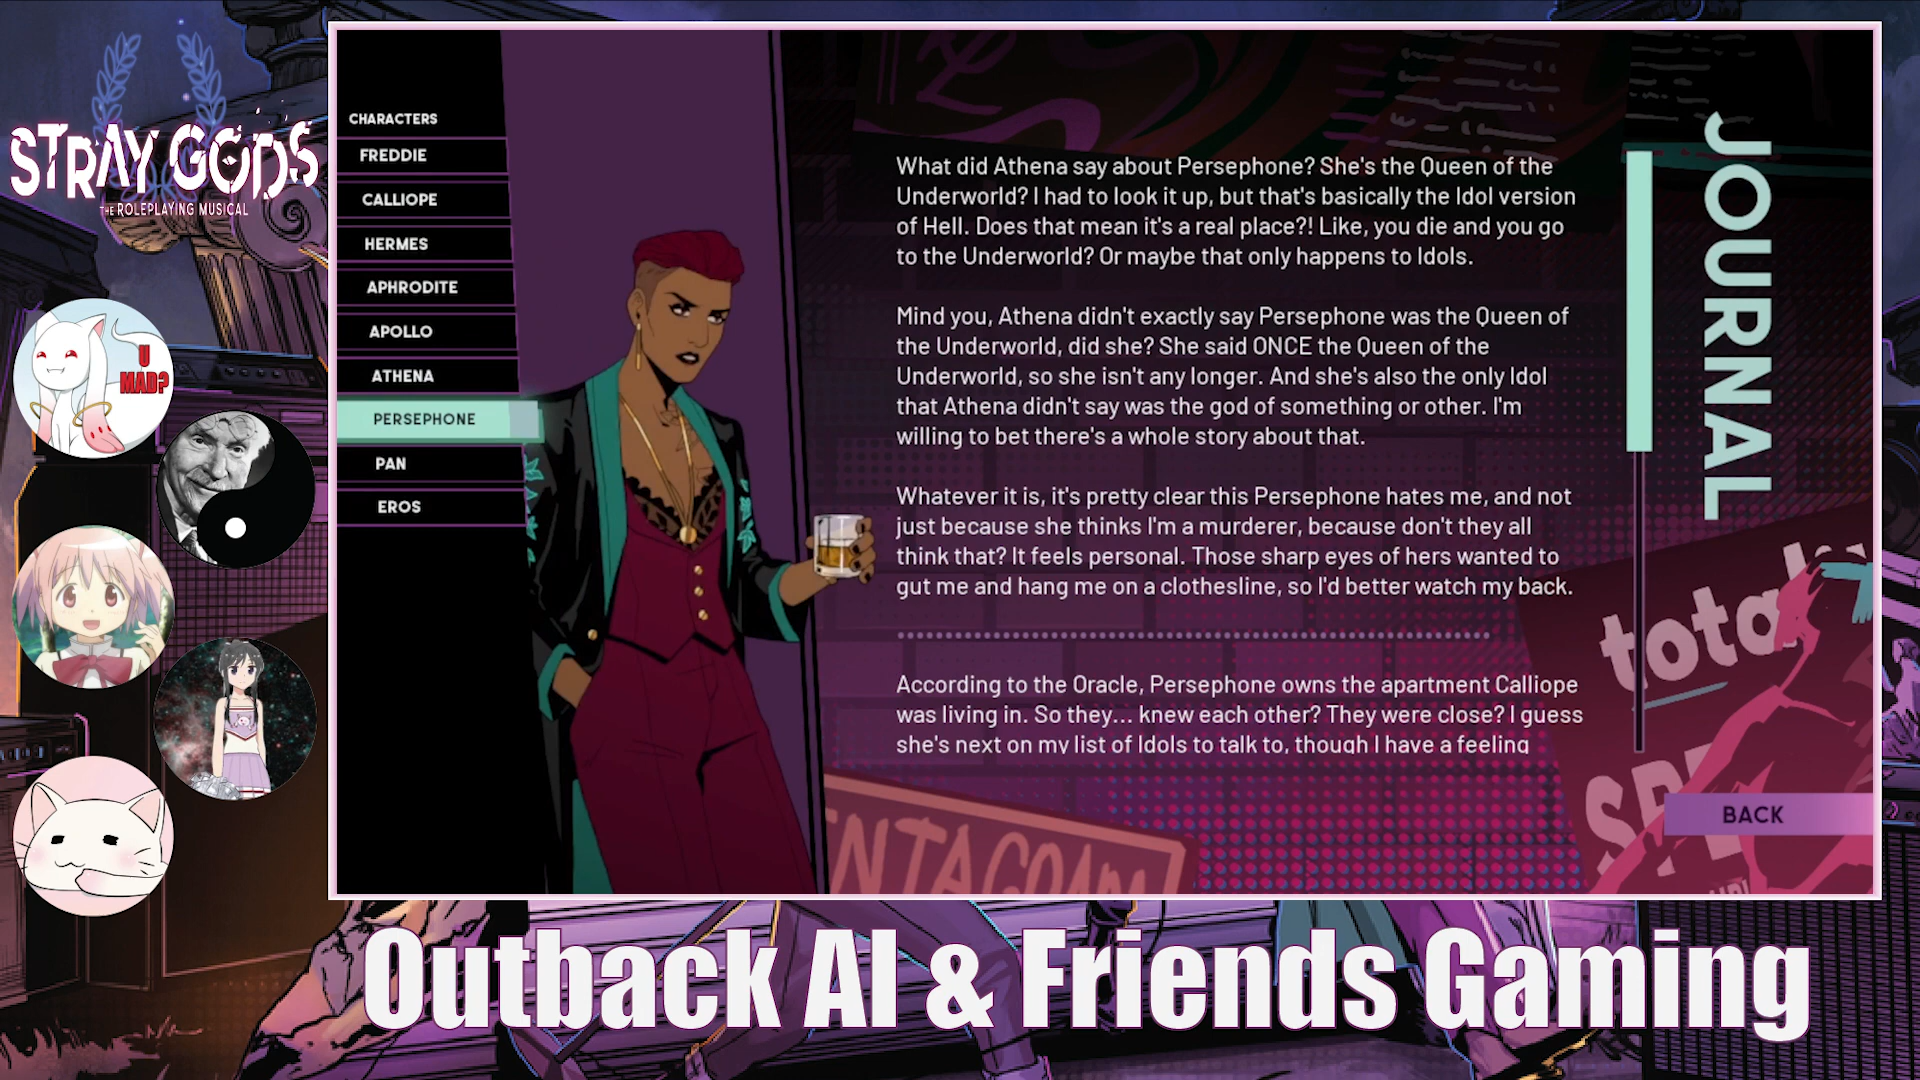 STRAY GODS
THE ROLEPLAYING MUSICAL
U
MAD?
CHARACTERS
FREDDIE
CALLIOPE
HERMES
APHRODITE
APOLLO
ATHENA
PERSEPHONE
PAN
EROS
What did Athena say about Persephone? She's the Queen of the
Underworld? I had to look it up, but that's basically the Idol version
of Hell. Does that mean it's a real place?! Like, you die and you go
to the Underworld? Or maybe that only happens to Idols.
Mind you, Athena didn't exactly say Persephone was the Queen of
the Underworld, did she? She said ONCE the Queen of the
Underworld, so she isn't any longer. And she's also the only Idol
that Athena didn't say was the god of something or other. I'm
willing to bet there's a whole story about that.
Whatever it is, it's pretty clear this Persephone hates me, and not
just because she thinks I'm a murderer, because don't they all
think that? It feels personal. Those sharp eyes of hers wanted to
gut me and hang me on a clothesline, so I'd better watch my back.
According to the Oracle, Persephone owns the apartment Calliope
was living in. So they... knew each other? They were close? I guess
she's next on my list of Idols to talk to, though I have a feeling
JOURNAL
BACK
Outback Al & Friends Gaming